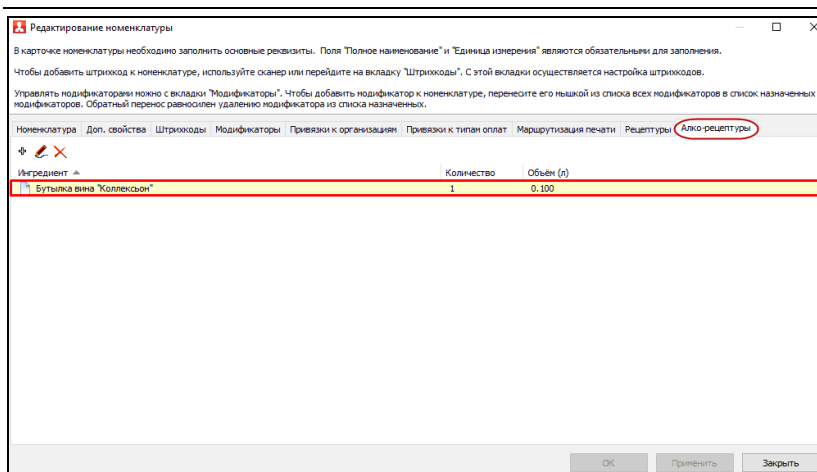 Редактирование номенклатуры
В карточке номенклатуры необходимо заполнить основные реквизиты. Поля "Полное наименование" и "Единица измерения" являются обязательными для заполнения.
Чтобы добавить штрихкод к номенклатуре, используйте сканер или перейдите на вкладку "Штрихкоды". С этой вкладки осуществляется настройка штрихкодов.
Управлять модификаторами можно с вкладки "Модификаторы". Чтобы добавить модификатор к номенклатуре, перенесите его мышкой из списка всех модификаторов в список назначенных
модификаторов. Обратный перенос равносилен удалению модификатора из списка назначенных.
Номенклатура Доп. свойства Штрихкоды Модификаторы Привязки к организациям Привязки к типам оплат Маршрутизация печати Рецептуры Алко-рецептуры
Ингредиент Количество Объём (л)
Бутылка вина "Коллексьон" 1 0.100
ОК Применить Закрыть